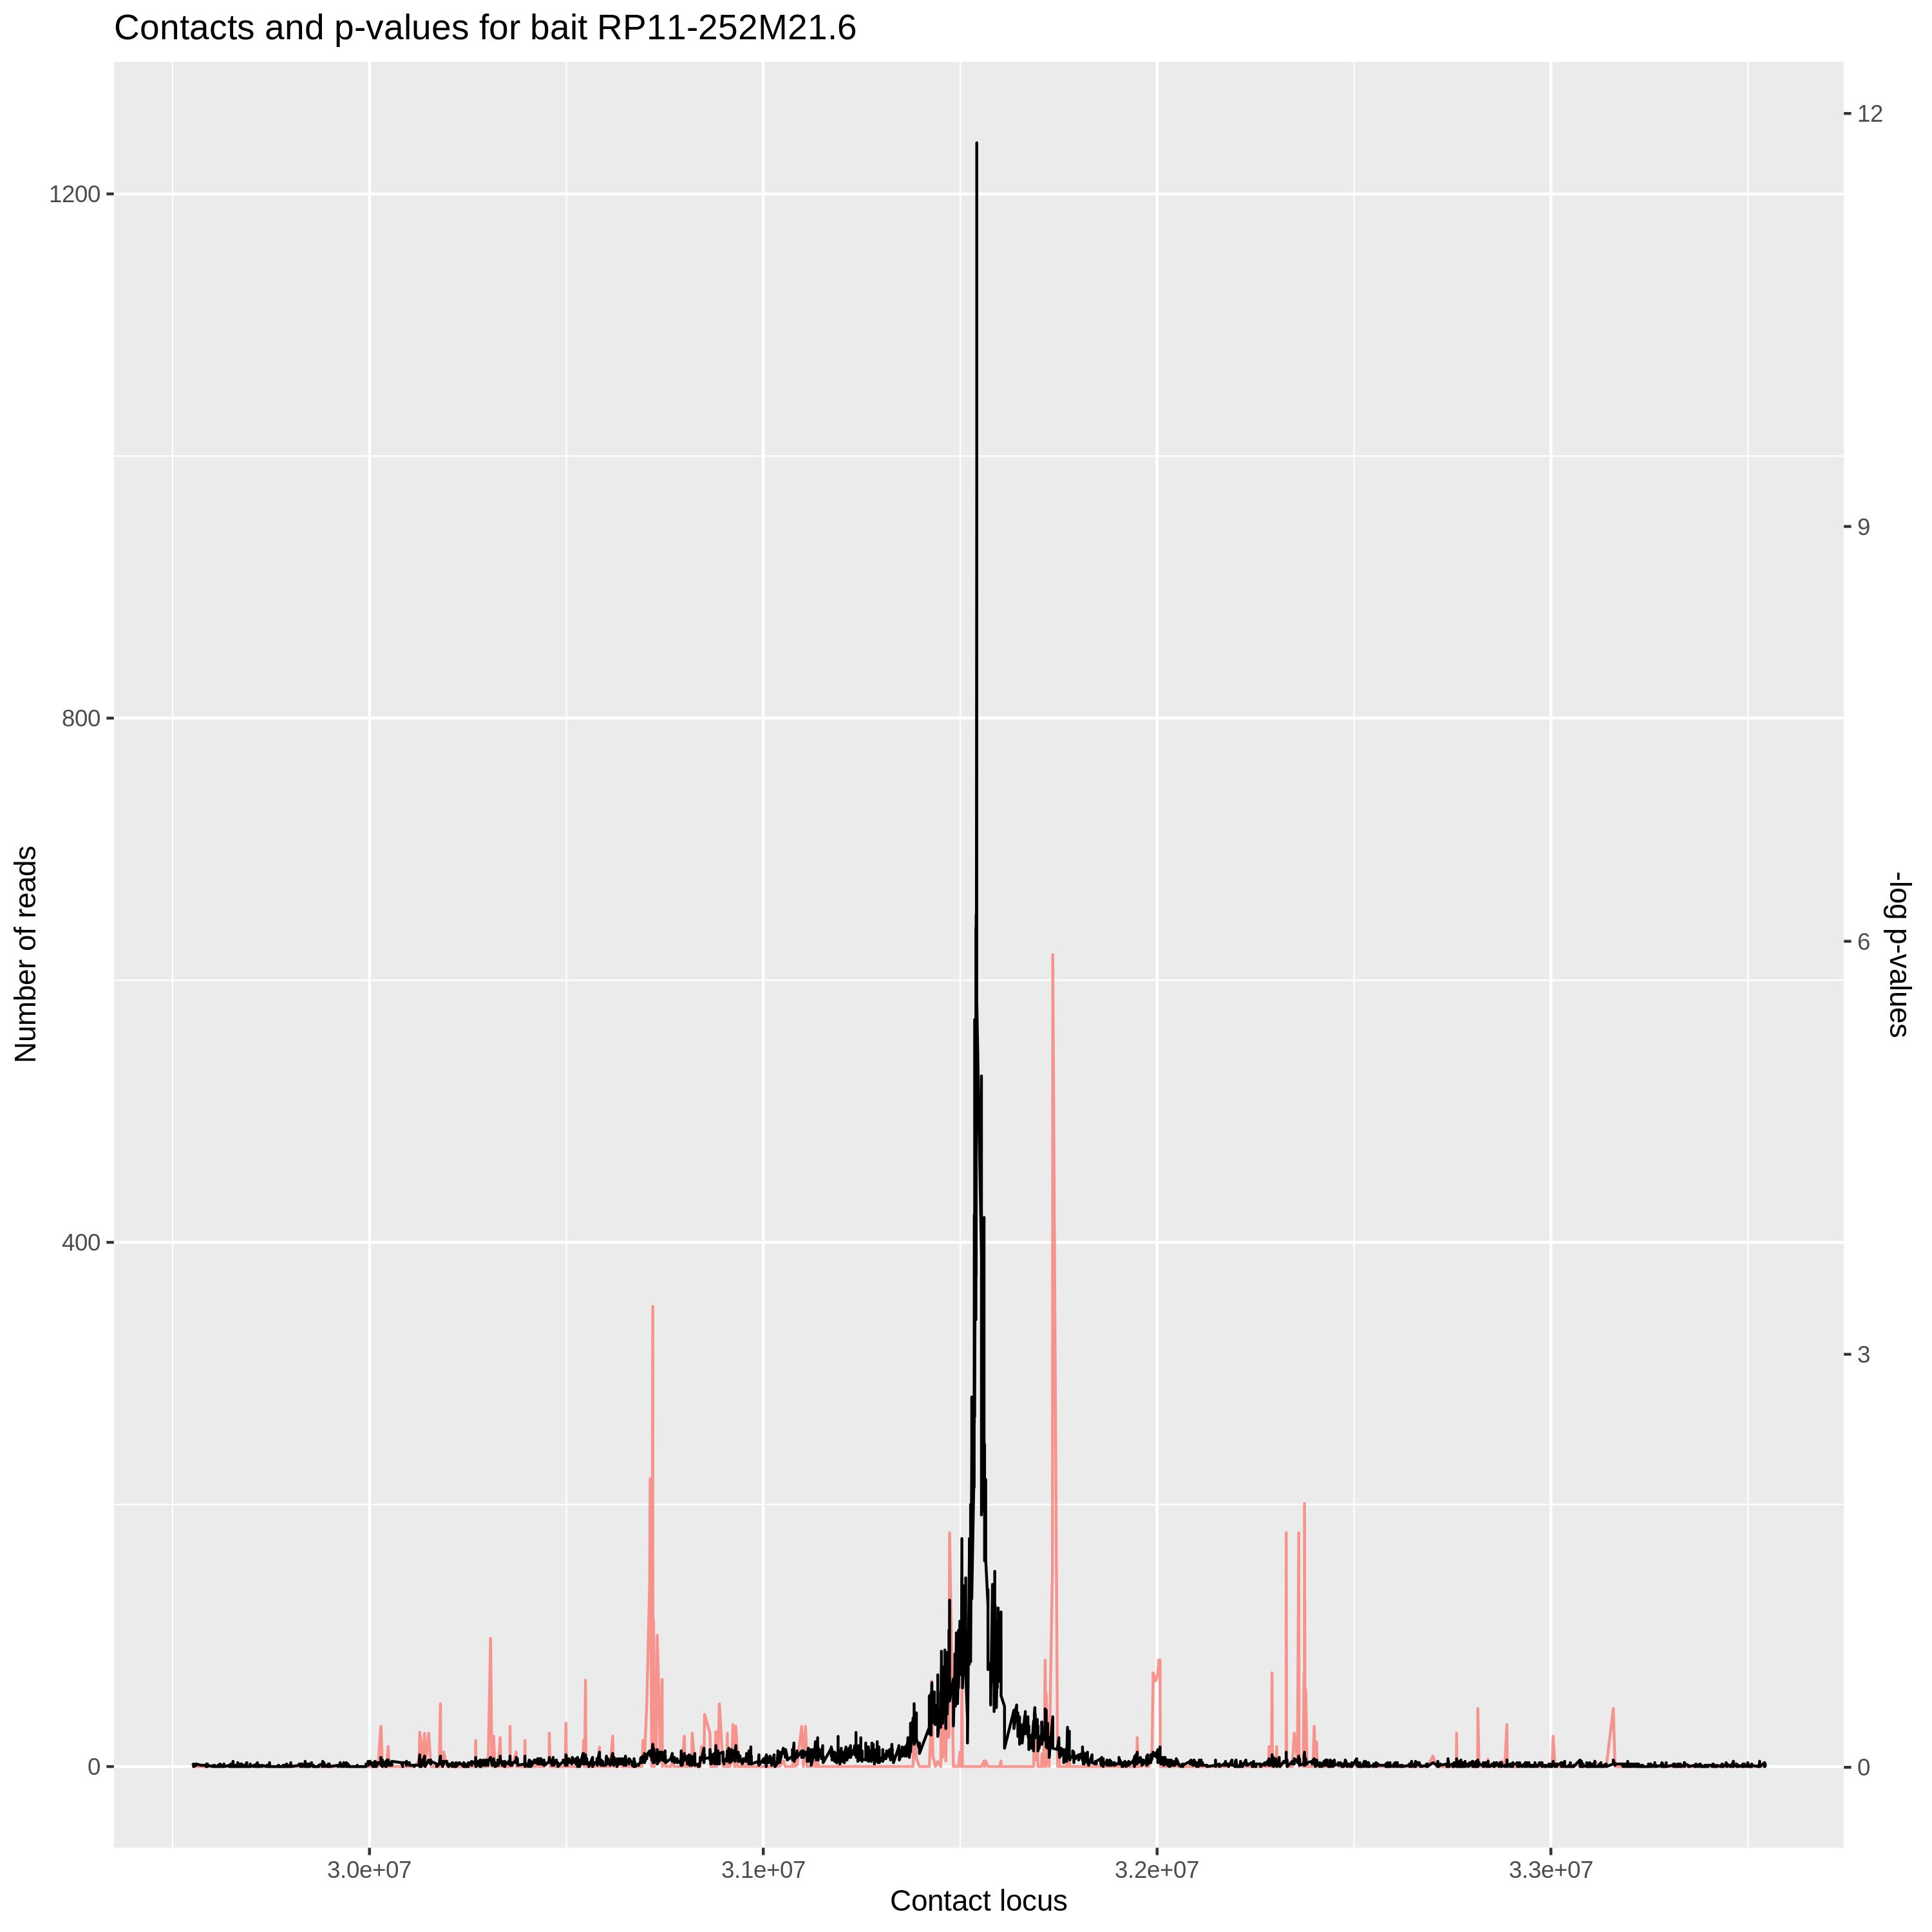 Contacts and p-values for bait RP11-252M21.6
1200
800
400
0
Number of reads
12
9
6
3
0
-log p-values
3.0e+07
3.1e+07
3.2e+07
3.3e+07
Contact locus